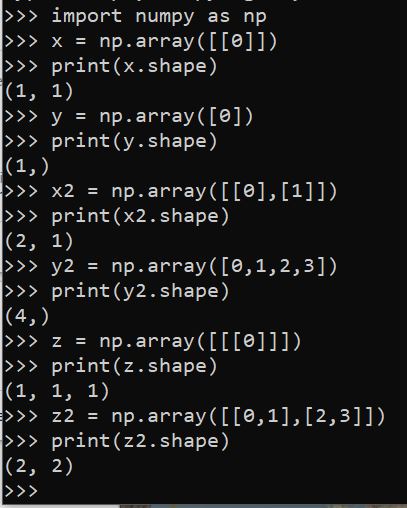 >>> import numpy as np
>>> x = np.array([[0]])
>>> print(x.shape)
(1, 1)
>>> y = np.array([0])
>>> print(y.shape)
(1,)
>>> x2 = np.array([[0],[1]])
>>> print(x2.shape)
(2, 1)
>>> y2 = np.array([0,1,2,3])
>>> print(y2.shape)
(4,)
>>> z = np.array([[[0]]])
>>> print(z.shape)
(1, 1, 1)
>>> z2 = np.array([[0,1],[2,3]])
>>> print(z2.shape)
(2, 2)
>>>